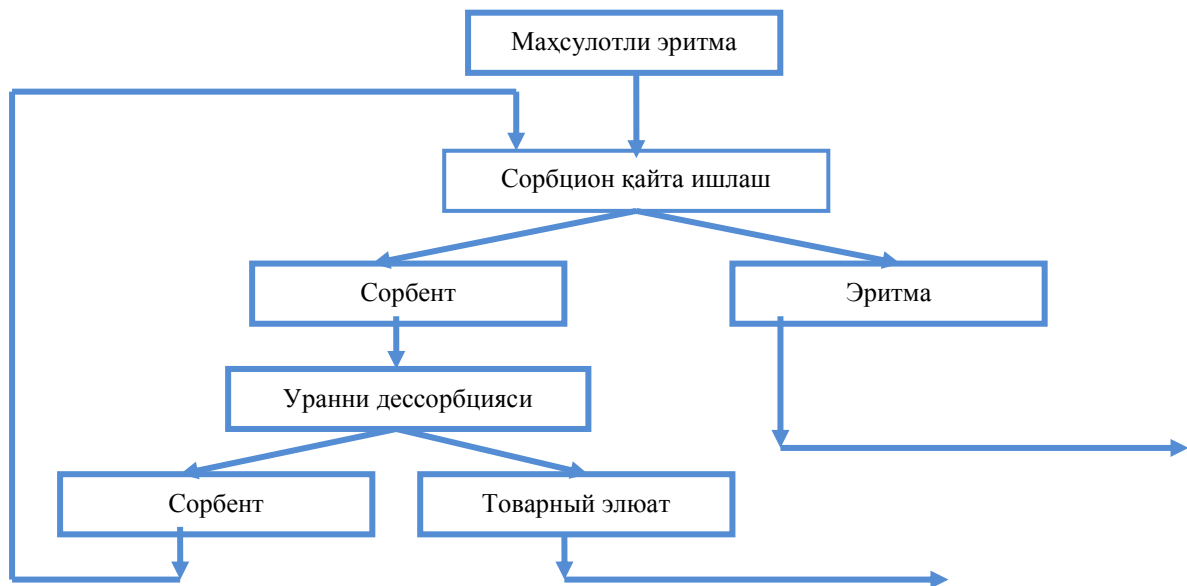 Маҳсулотли эритма
Сорбцион қайта ишлаш
Сорбент
Эритма
Уранни дессорбцияси
Сорбент
Товарный элюат